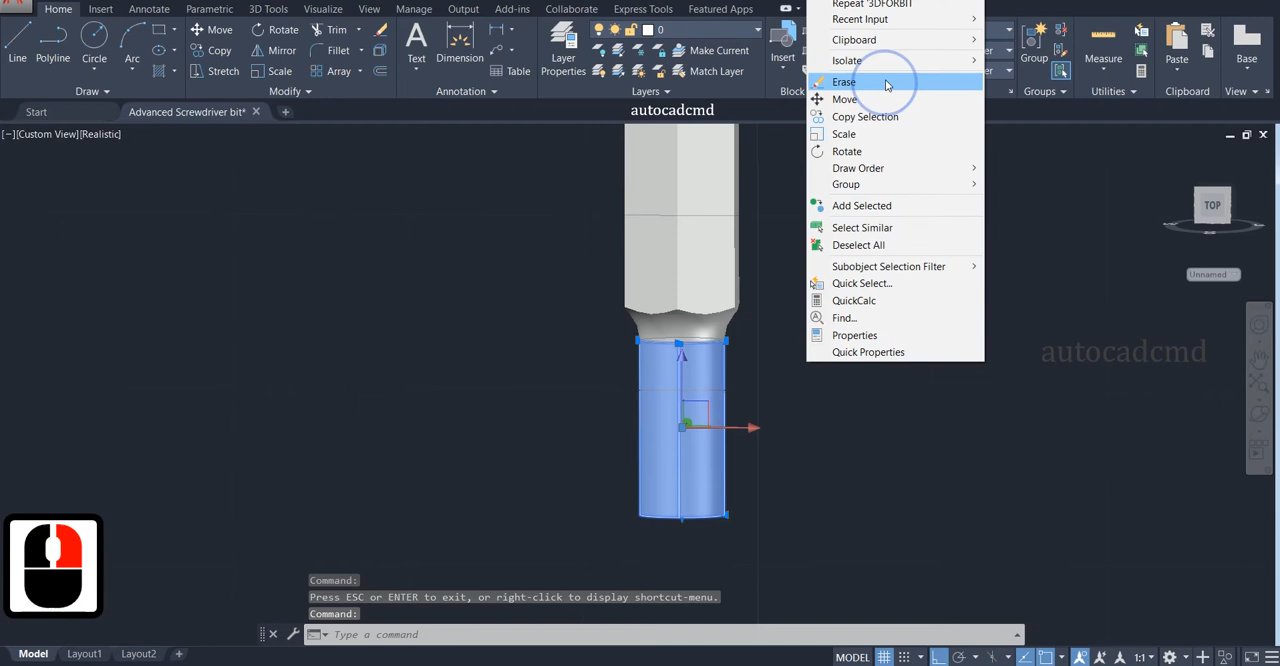 Home Insert Annotate Parametric 3D Tools Visualize View Manage Output Add-ins Collaborate Express Tools Featured Apps
Repeat '3DFORBIT
Recent Input
Clipboard
Isolate
Erase
Move
Copy Selection
Scale
Rotate
Draw Order
Group
Add Selected
Select Similar
Deselect All
Subobject Selection Filter
Quick Select...
QuickCalc
Find...
Properties
Quick Properties
Line
Polyline
Circle
Arc
Draw
Move
Copy
Stretch
Rotate
Mirror
Scale
Trim
Fillet
Array
Modify
Text
Dimension
Table
Annotation
Layer
Properties
0
Make Current
Match Layer
Layers
Insert
Block
Group
Groups
Measure
Utilities
Paste
Clipboard
Base
View
Start
Advanced Screwdriver bit*
autocadcmd
[−][Custom View][Realistic]
TOP
Unnamed
autocadcmd
Command:
Press ESC or ENTER to exit, or right-click to display shortcut-menu.
Command:
Type a command
Model Layout1 Layout2
MODEL
1:1